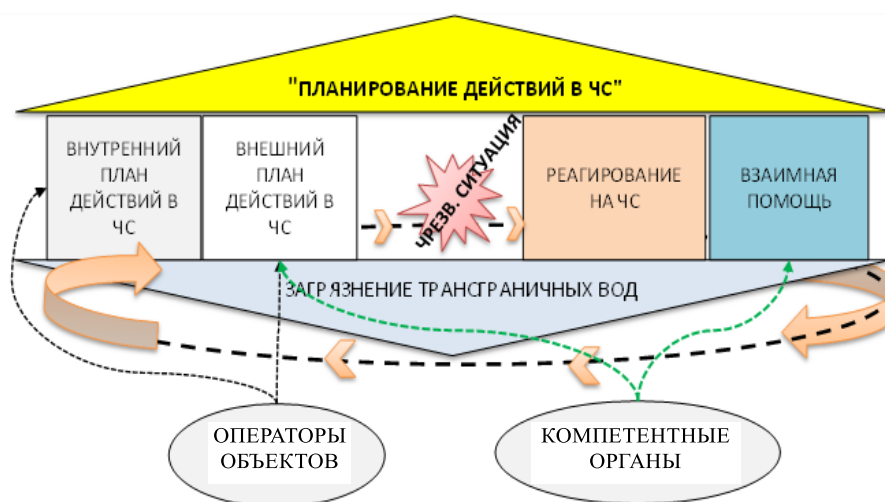 "ПЛАНИРОВАНИЕ ДЕЙСТВИЙ В ЧС"
ВНУТРЕННИЙ
ПЛАН
ДЕЙСТВИЙ В
ЧС
ВНЕШНИЙ
ПЛАН
ДЕЙСТВИЙ В
ЧС
ЧРЕЗВ. СИТУАЦИЯ
РЕАГИРОВАНИЕ
НА ЧС
ВЗАИМНАЯ
ПОМОЩЬ
ЗАГРЯЗНЕНИЕ ТРАНСГРАНИЧНЫХ ВОД
ОПЕРАТОРЫ
ОБЪЕКТОВ
КОМПЕТЕНТНЫЕ
ОРГАНЫ